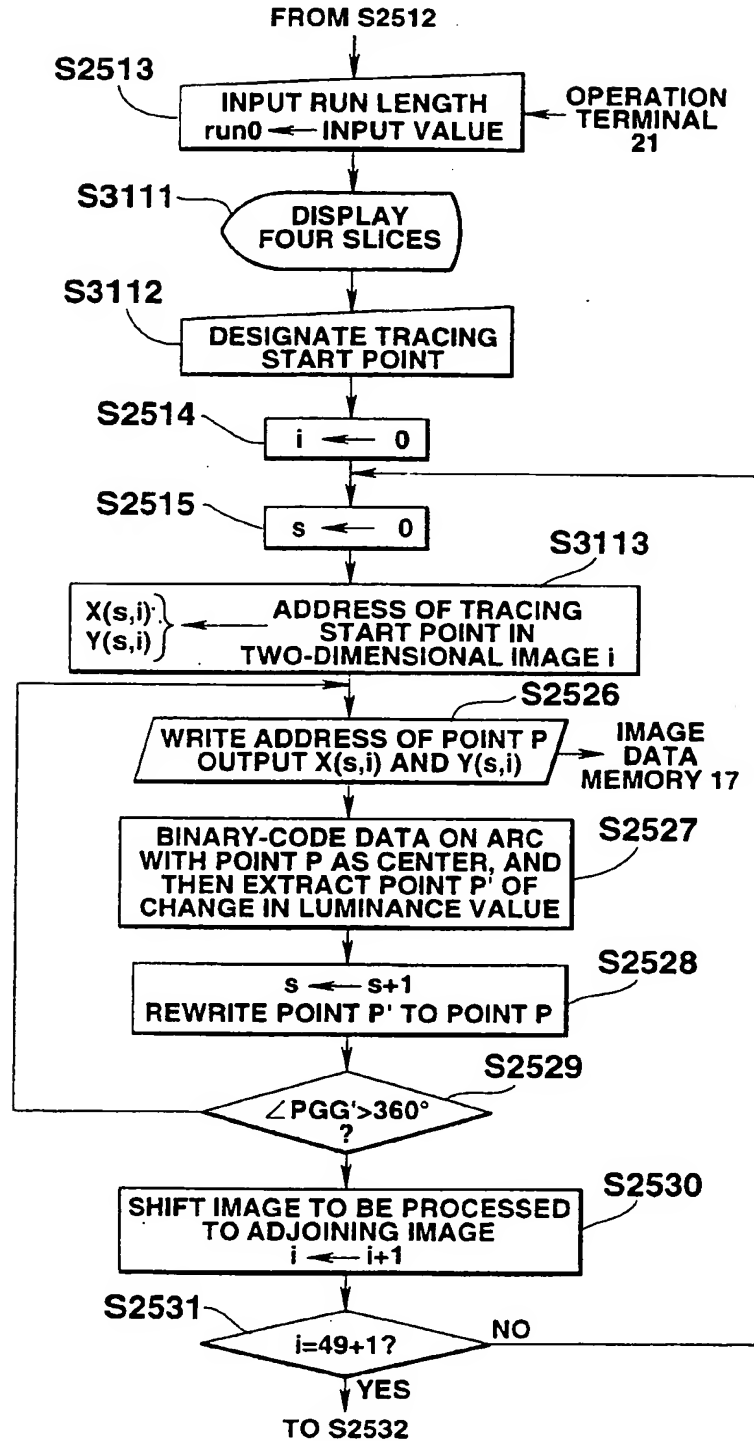 FROM S2512
S2513
INPUT RUN LENGTH
run0 ← INPUT VALUE
OPERATION
TERMINAL
21
S3111
DISPLAY
FOUR SLICES
S3112
DESIGNATE TRACING
START POINT
S2514
i ← 0
S2515
s ← 0
S3113
X(s,i)
Y(s,i)
} ← ADDRESS OF TRACING
START POINT IN
TWO-DIMENSIONAL IMAGE i
S2526
WRITE ADDRESS OF POINT P
OUTPUT X(s,i) AND Y(s,i)
IMAGE
DATA
MEMORY 17
S2527
BINARY-CODE DATA ON ARC
WITH POINT P AS CENTER, AND
THEN EXTRACT POINT P' OF
CHANGE IN LUMINANCE VALUE
S2528
s ← s+1
REWRITE POINT P' TO POINT P
S2529
∠PGG'>360°
?
S2530
SHIFT IMAGE TO BE PROCESSED
TO ADJOINING IMAGE
i ← i+1
S2531
i=49+1?
NO
YES
TO S2532